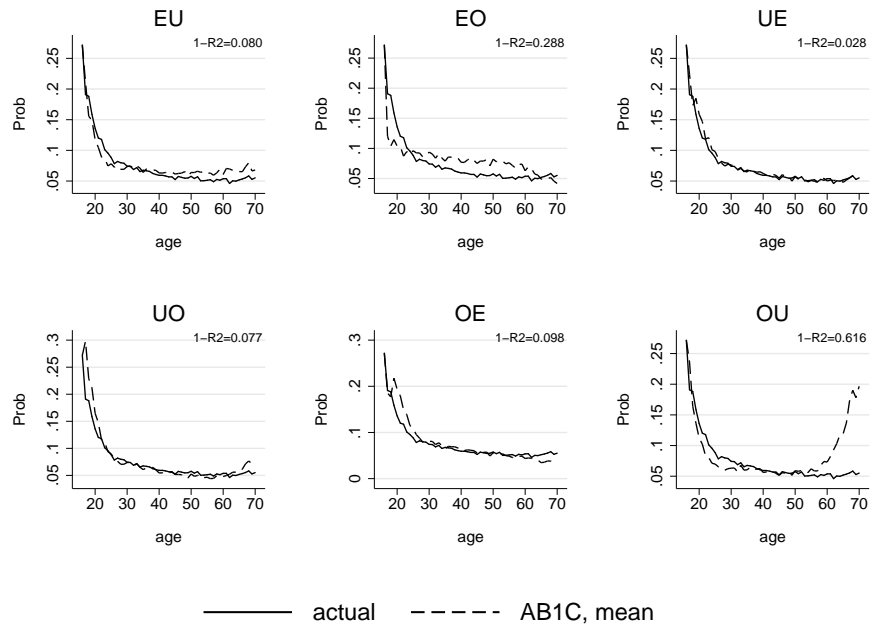 EU
1−R2=0.080
.25
.2
.15
.1
.05
Prob
20 30 40 50 60 70
age
EO
1−R2=0.288
.25
.2
.15
.1
.05
Prob
20 30 40 50 60 70
age
UE
1−R2=0.028
.25
.2
.15
.1
.05
Prob
20 30 40 50 60 70
age
UO
1−R2=0.077
.3
.25
.2
.15
.1
.05
Prob
20 30 40 50 60 70
age
OE
1−R2=0.098
.3
.2
.1
0
Prob
20 30 40 50 60 70
age
OU
1−R2=0.616
.25
.2
.15
.1
.05
Prob
20 30 40 50 60 70
age
actual
AB1C, mean